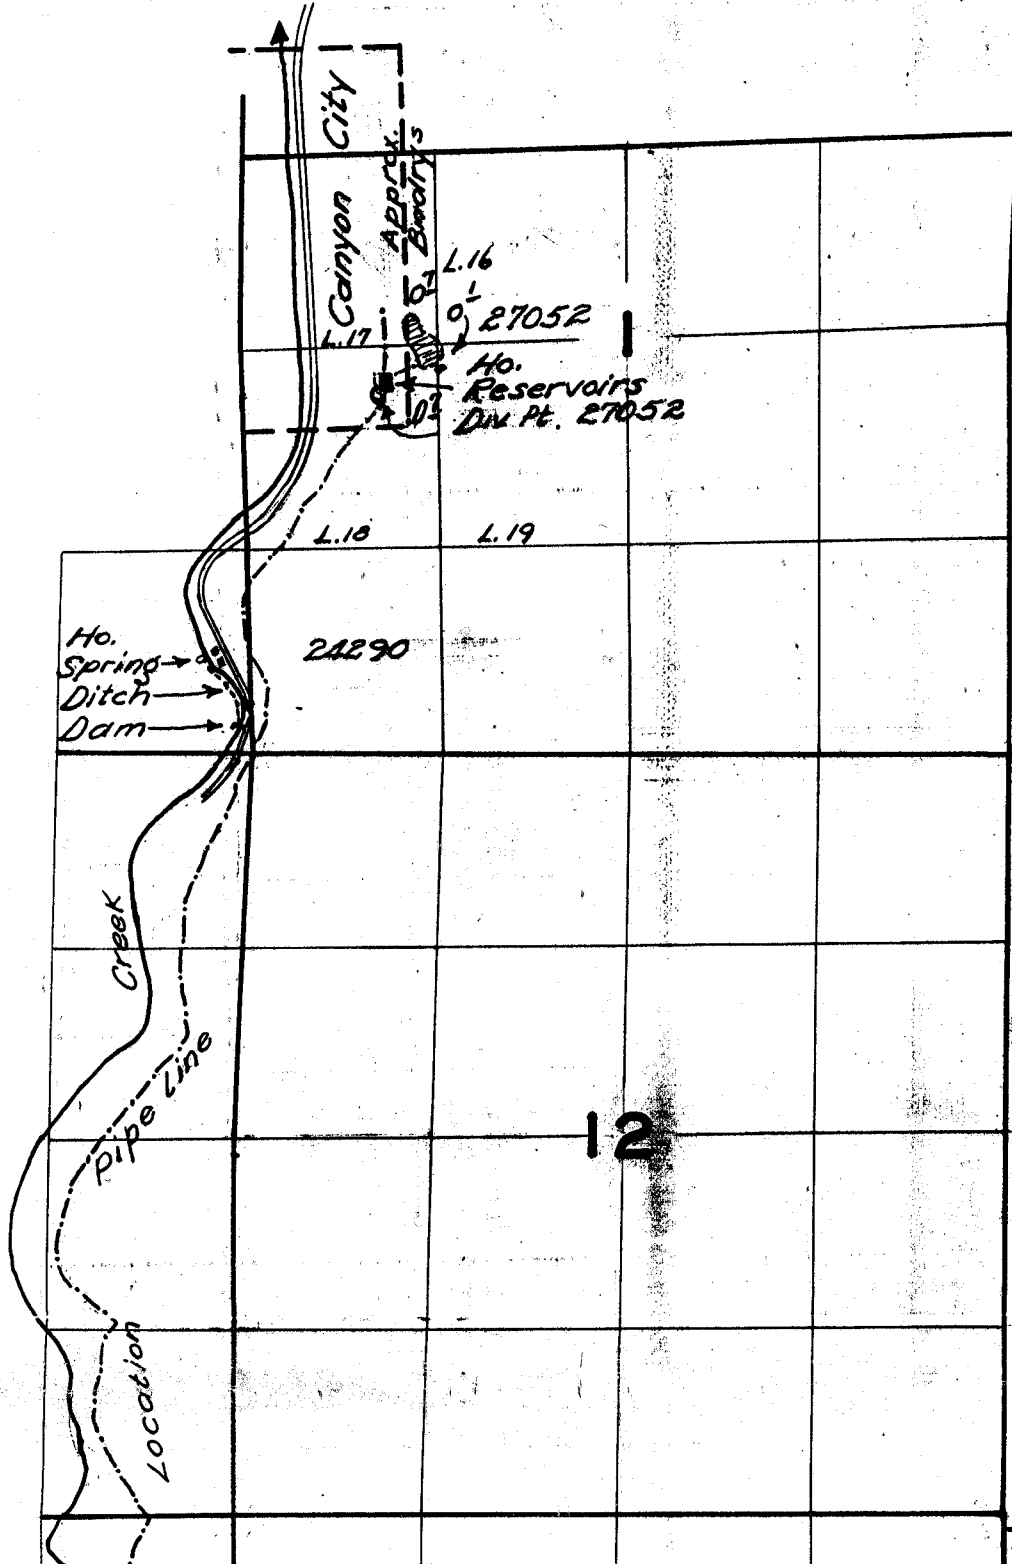 Canyon City
Approx.
Bundrys
L.16
27052
L.17
1
Ho.
Reservoirs
Div Pt. 27052
L.18
L.19
24290
Ho.
Spring
Ditch
Dam
Creek
Pipe Line
12
Location